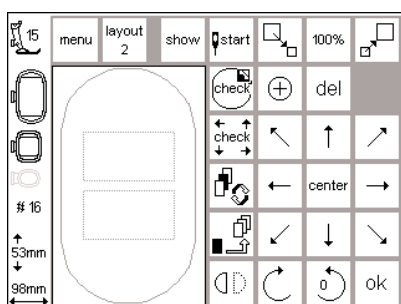 15
menu
layout
2
show
start
100%
check
del
check
center
# 16
53mm
98mm
0
ok